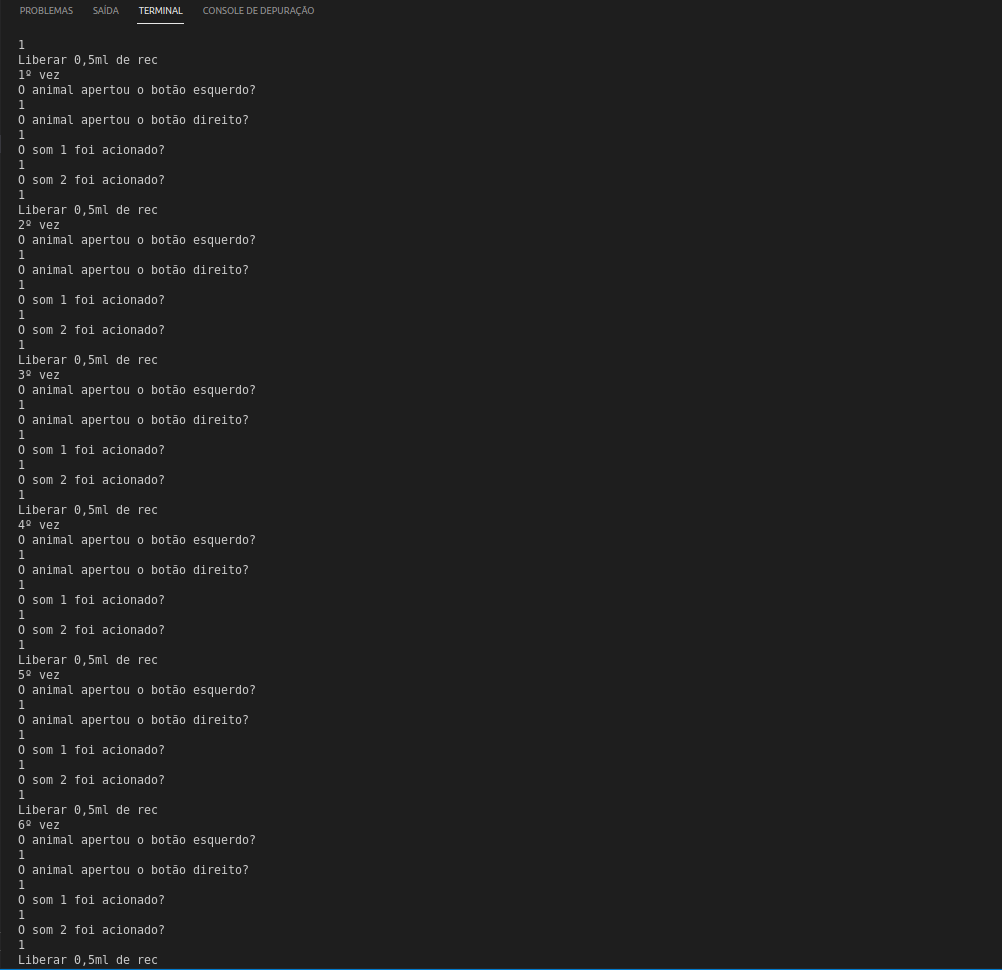 PROBLEMAS SAÍDA TERMINAL CONSOLE DE DEPURAÇÃO
1
Liberar 0,5ml de rec
1º vez
O animal apertou o botão esquerdo?
1
O animal apertou o botão direito?
1
O som 1 foi acionado?
1
O som 2 foi acionado?
1
Liberar 0,5ml de rec
2º vez
O animal apertou o botão esquerdo?
1
O animal apertou o botão direito?
1
O som 1 foi acionado?
1
O som 2 foi acionado?
1
Liberar 0,5ml de rec
3º vez
O animal apertou o botão esquerdo?
1
O animal apertou o botão direito?
1
O som 1 foi acionado?
1
O som 2 foi acionado?
1
Liberar 0,5ml de rec
4º vez
O animal apertou o botão esquerdo?
1
O animal apertou o botão direito?
1
O som 1 foi acionado?
1
O som 2 foi acionado?
1
Liberar 0,5ml de rec
5º vez
O animal apertou o botão esquerdo?
1
O animal apertou o botão direito?
1
O som 1 foi acionado?
1
O som 2 foi acionado?
1
Liberar 0,5ml de rec
6º vez
O animal apertou o botão esquerdo?
1
O animal apertou o botão direito?
1
O som 1 foi acionado?
1
O som 2 foi acionado?
1
Liberar 0,5ml de rec